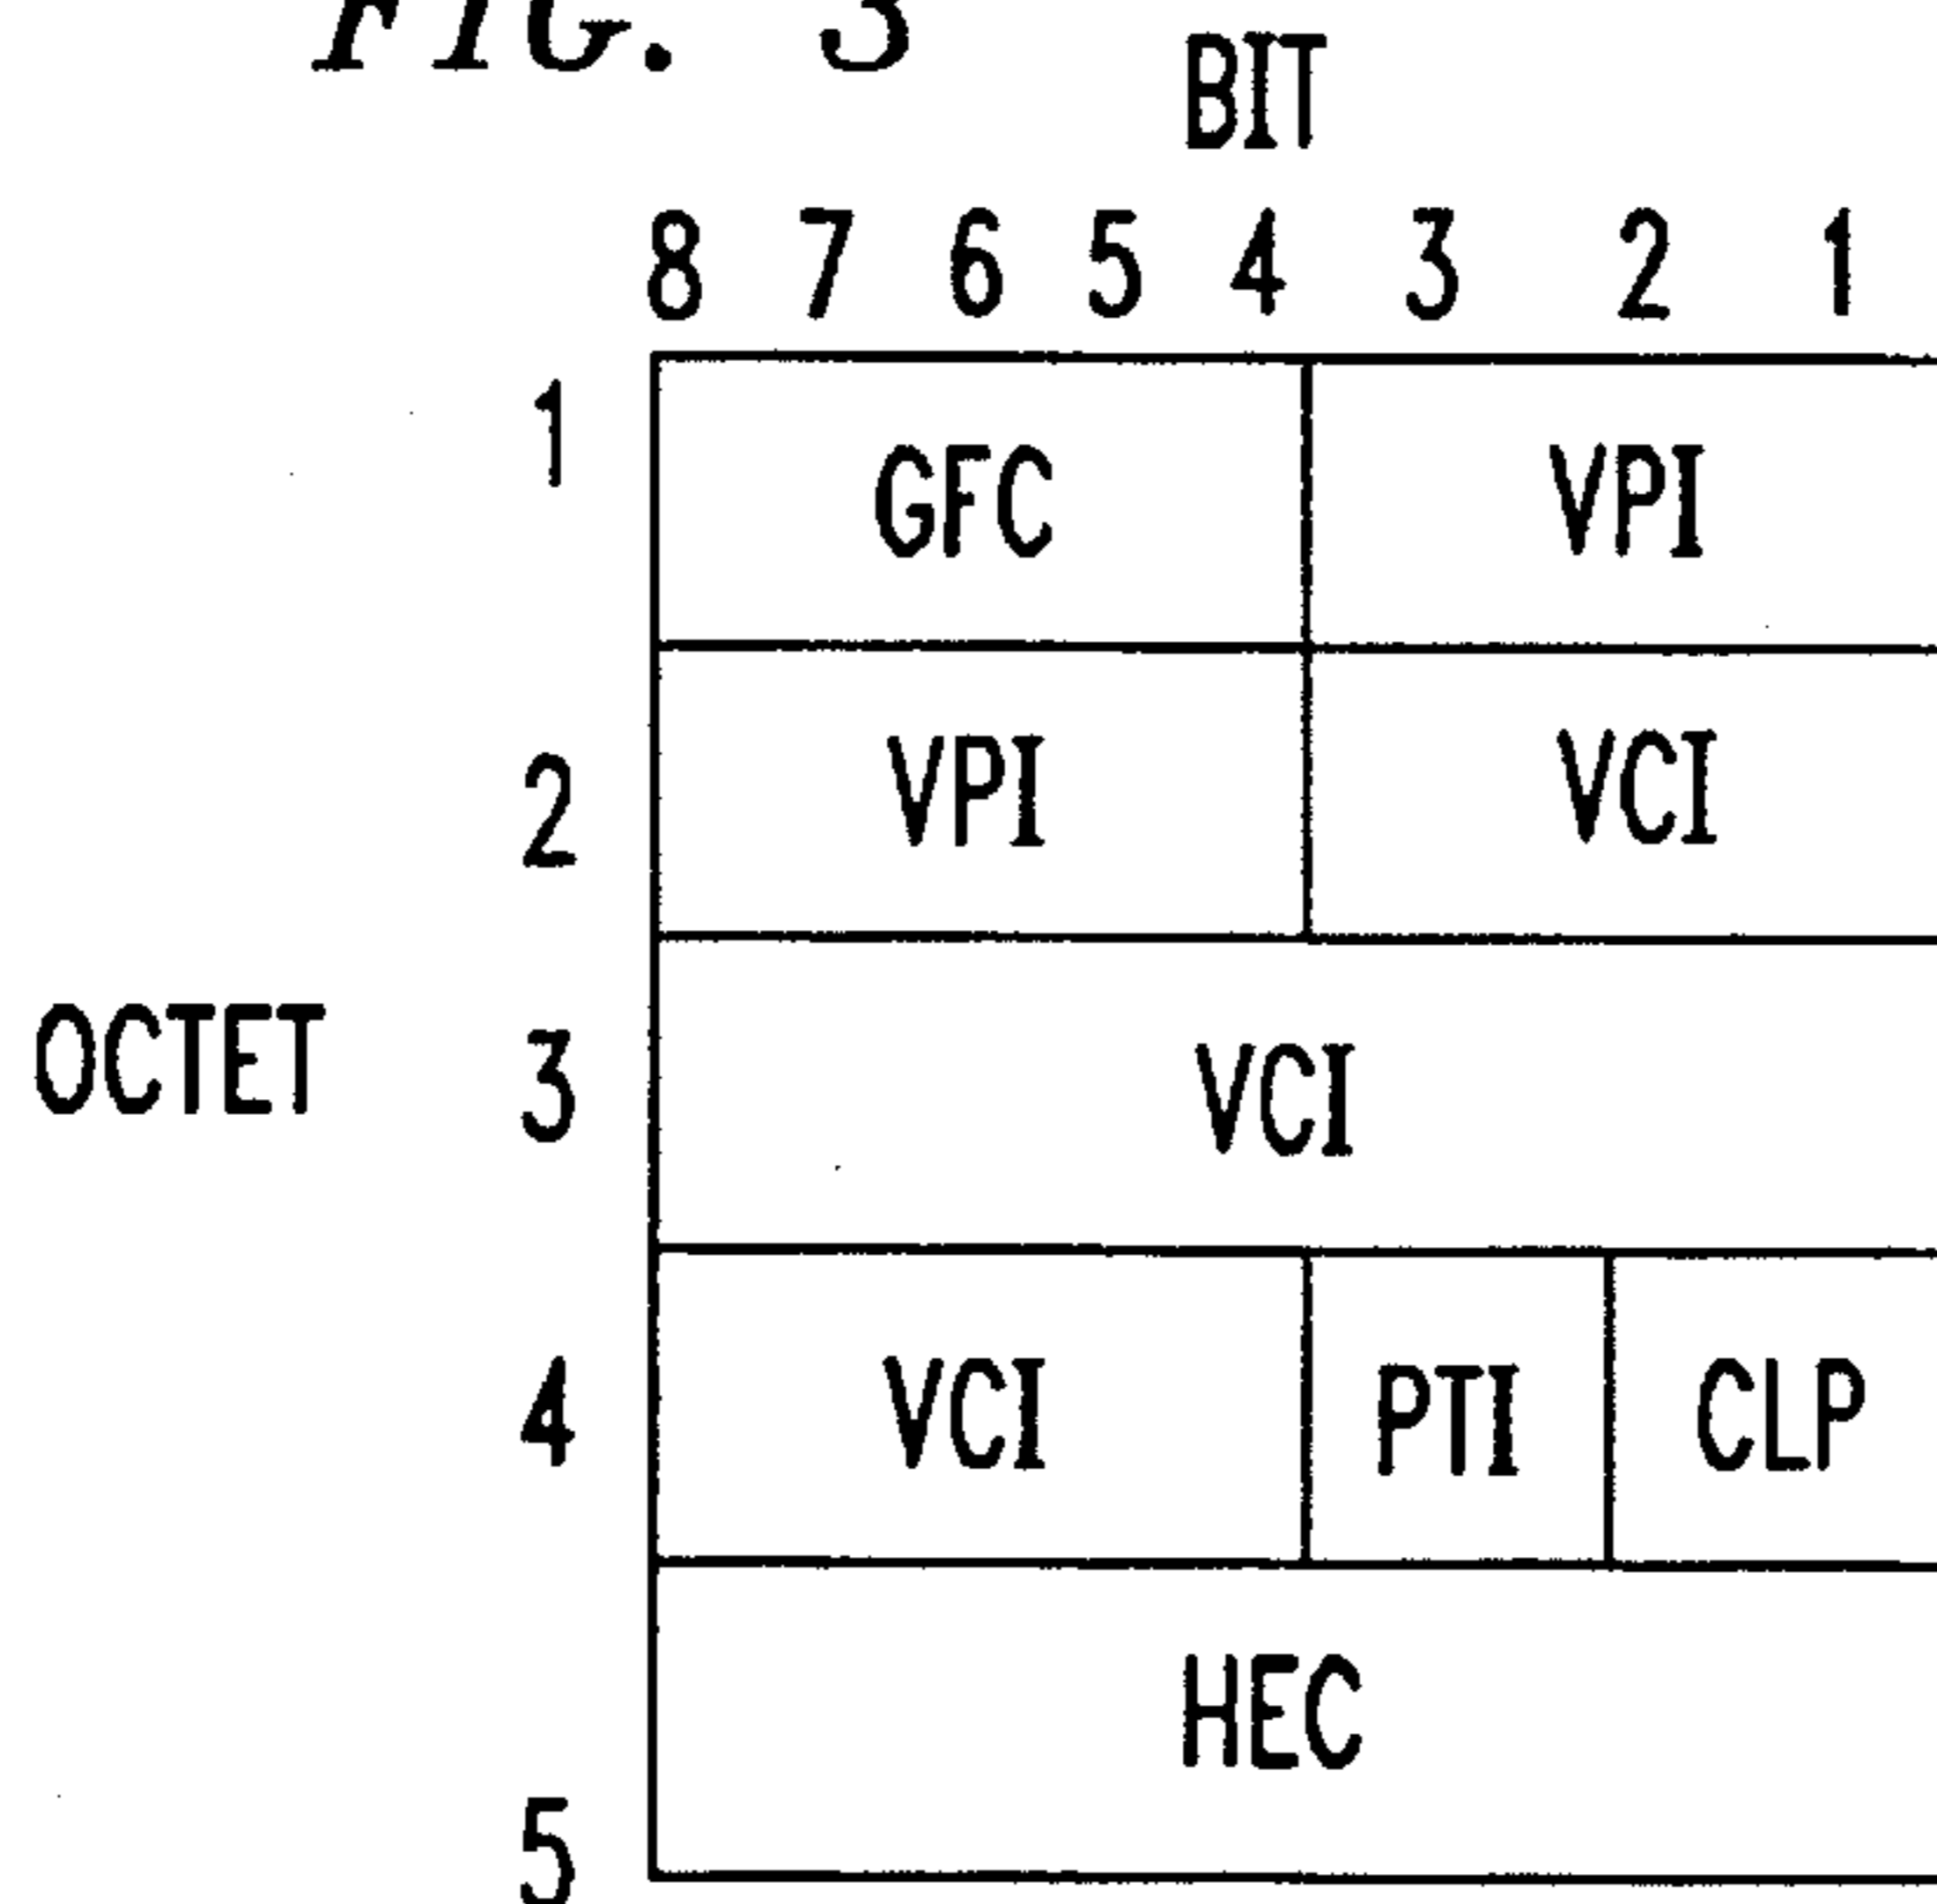 FIG. 3
BIT
8 7 6 5 4 3 2 1
1 GFC VPI
2 VPI VCI
OCTET 3 VCI
4 VCI PTI CLP
HEC
5